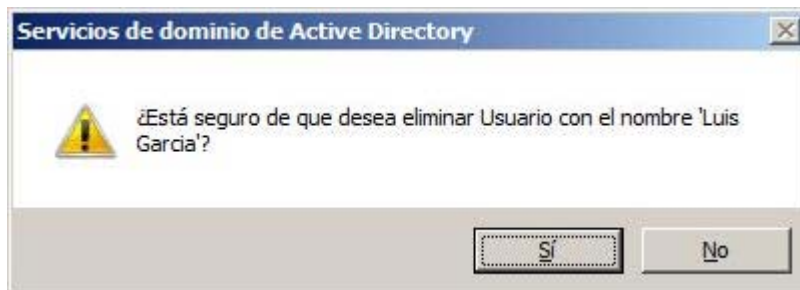 Servicios de dominio de Active Directory
¿Está seguro de que desea eliminar Usuario con el nombre 'Luis
Garcia'?
Sí
No